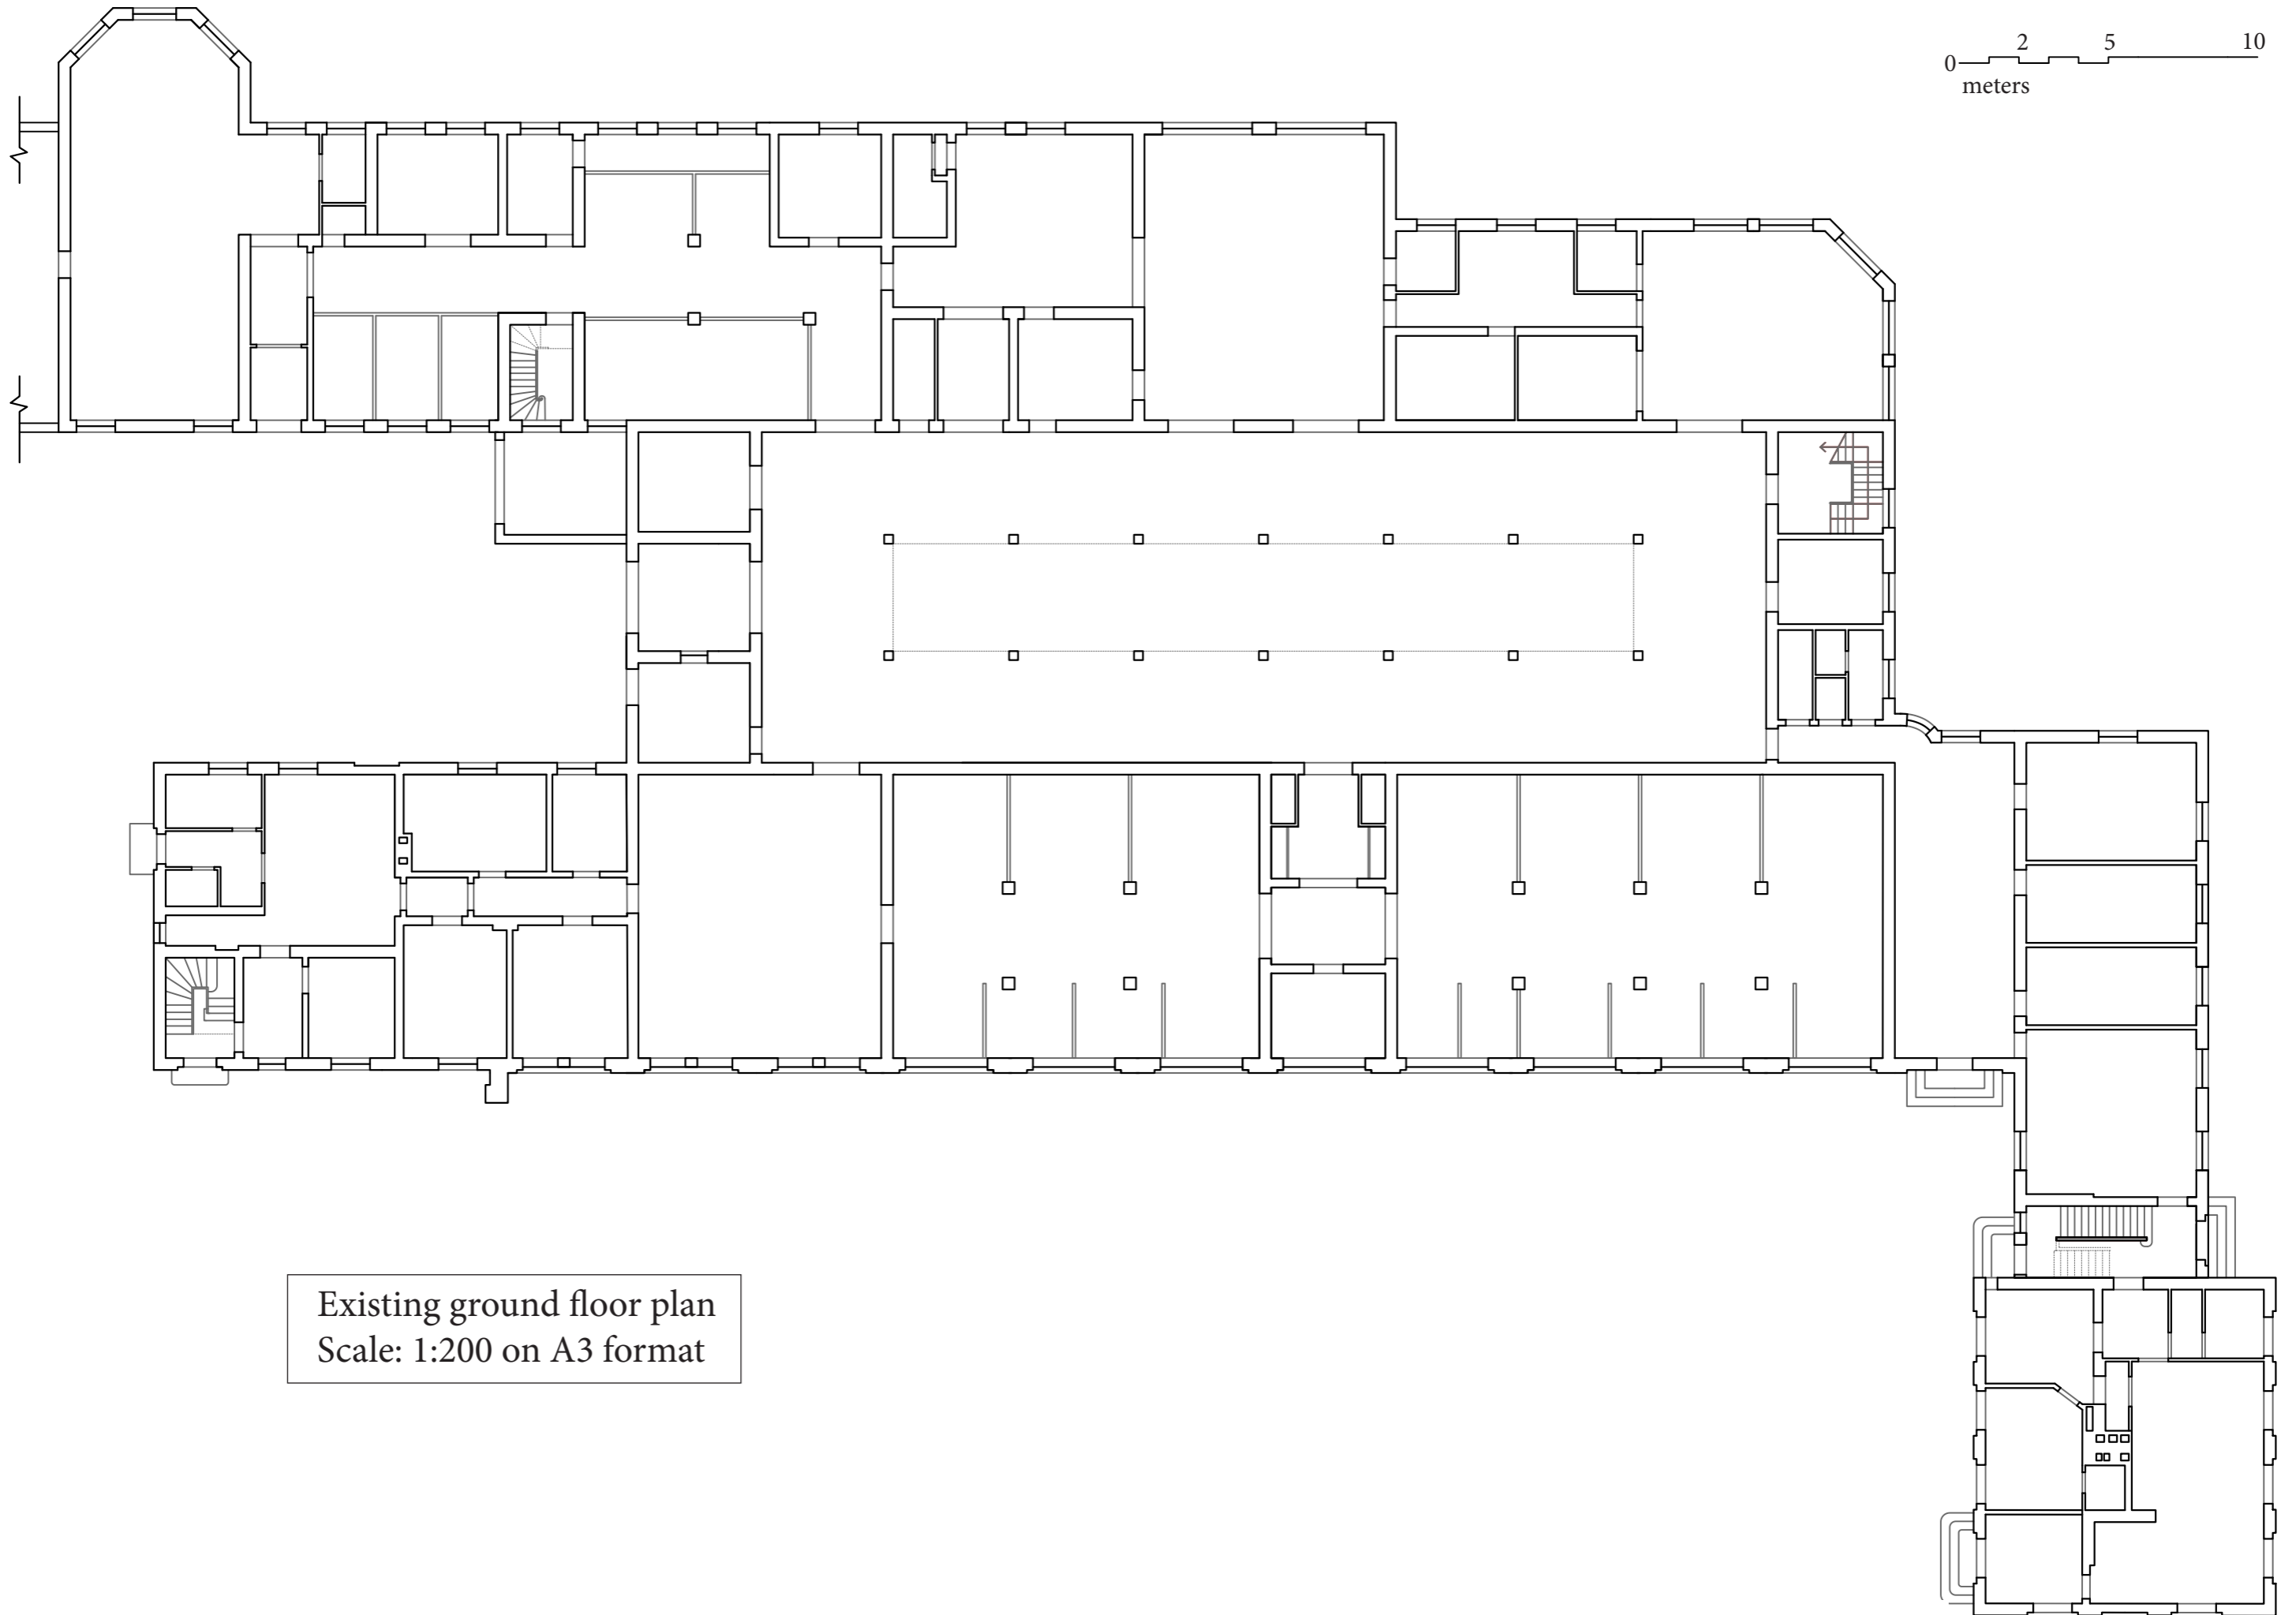 2 5 10
0
meters
Existing ground floor plan
Scale: 1:200 on A3 format